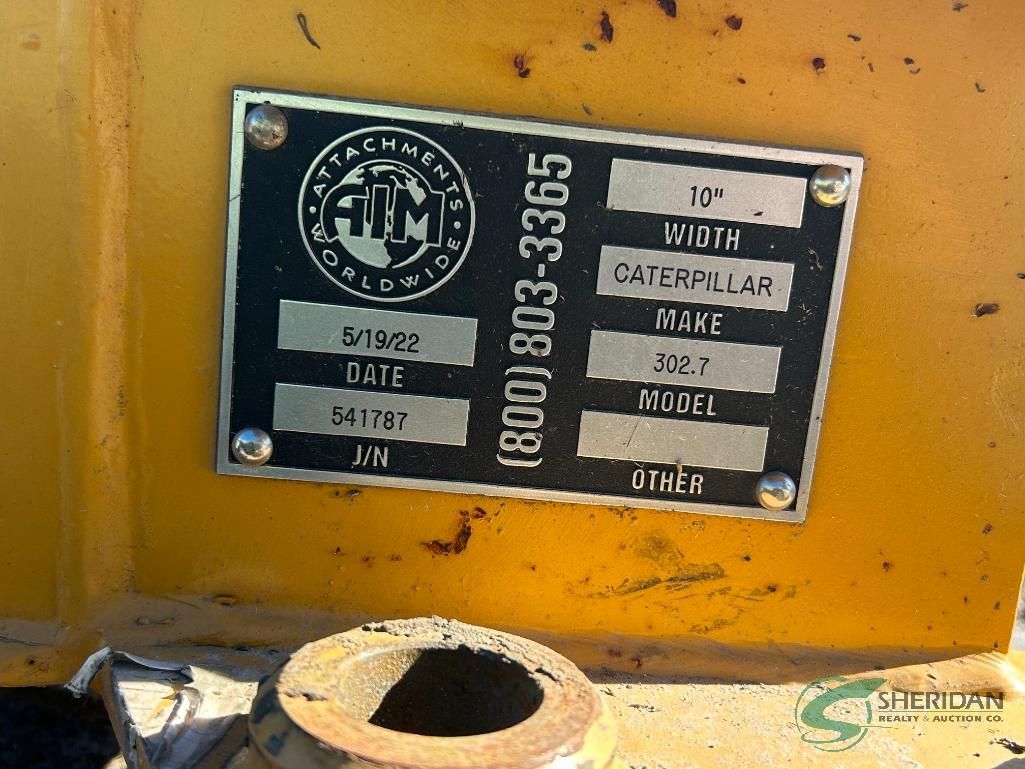 ATTACHMENTS
WORLDWIDE
5/19/22
DATE
541787
J/N
(800) 803-3365
10"
WIDTH
CATERPILLAR
MAKE
302.7
MODEL
OTHER
SHERIDAN
REALTY & AUCTION CO.